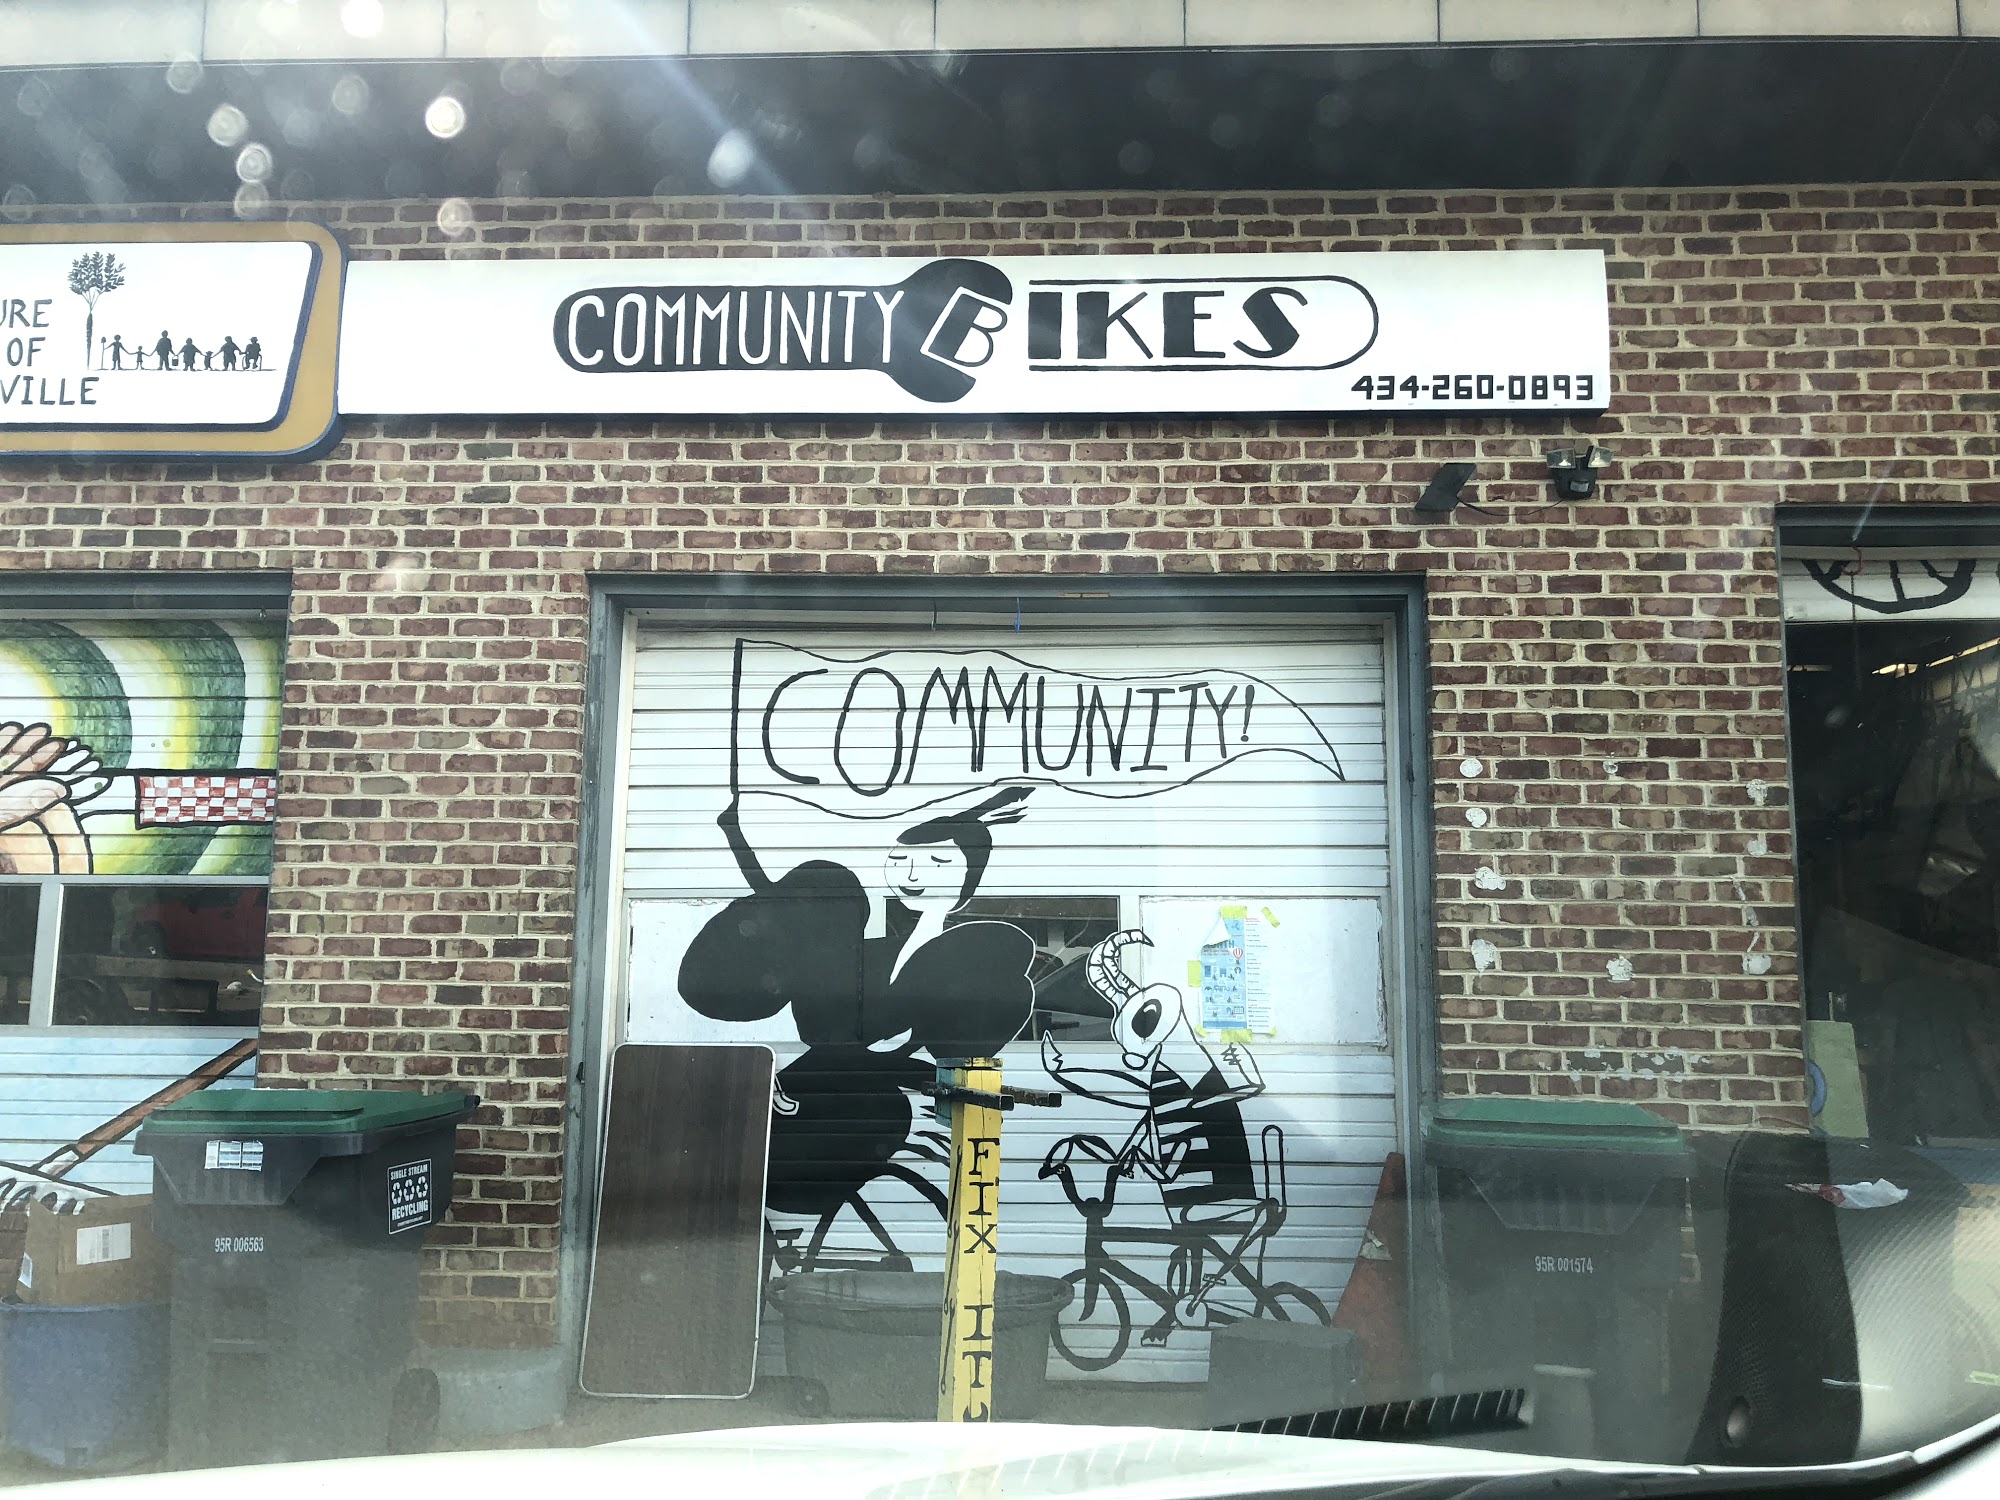 URE
OF
VILLE
COMMUNITY BIKES
434-260-0893
COMMUNITY!
FIX IT
SINGLE STREAM
RECYCLING
95R 006563
95R 001574